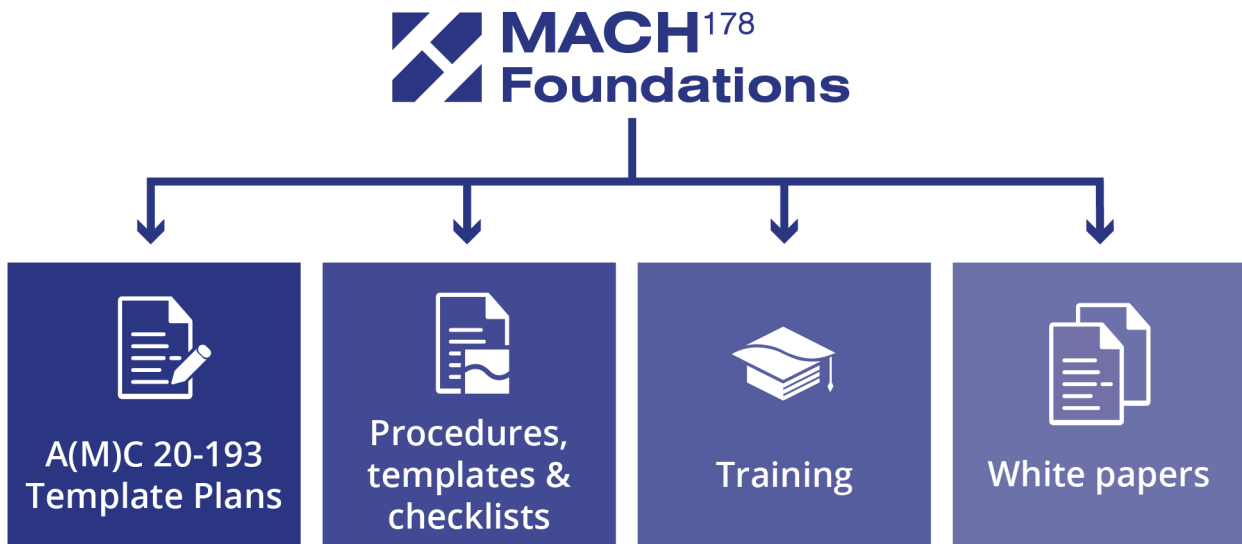 MACH178
Foundations
A(M)C 20-193
Template Plans
Procedures,
templates &
checklists
Training
White papers